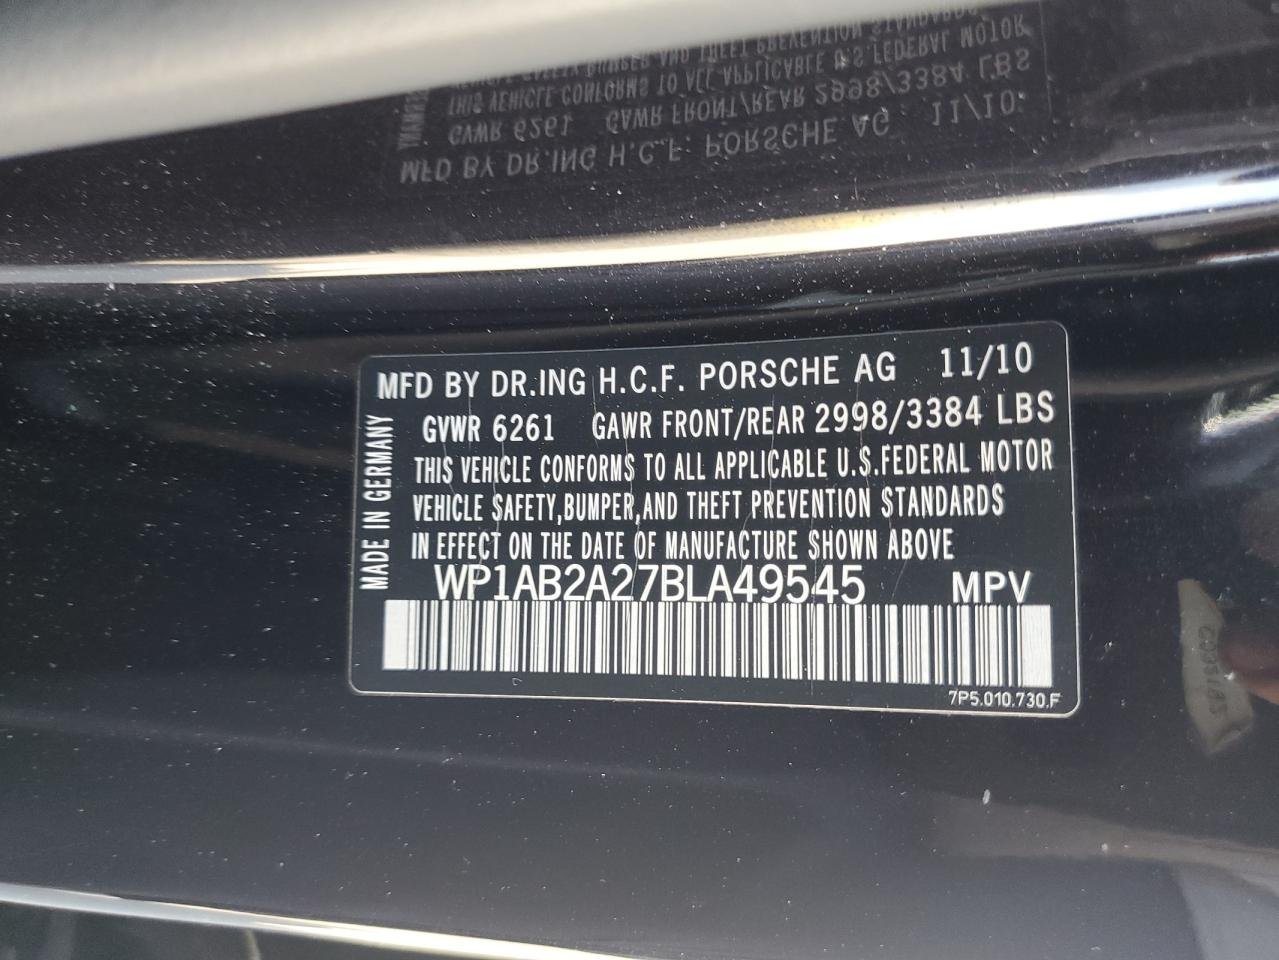 MFD BY DR.ING H.C.F. PORSCHE AG 11/10
GVWR 6261 GAWR FRONT/REAR 2998/3384 LBS
THIS VEHICLE CONFORMS TO ALL APPLICABLE U.S.FEDERAL MOTOR
VEHICLE SAFETY,BUMPER,AND THEFT PREVENTION STANDARDS
IN EFFECT ON THE DATE OF MANUFACTURE SHOWN ABOVE
WP1AB2A27BLA49545 MPV
7P5.010.730.F
MADE IN GERMANY